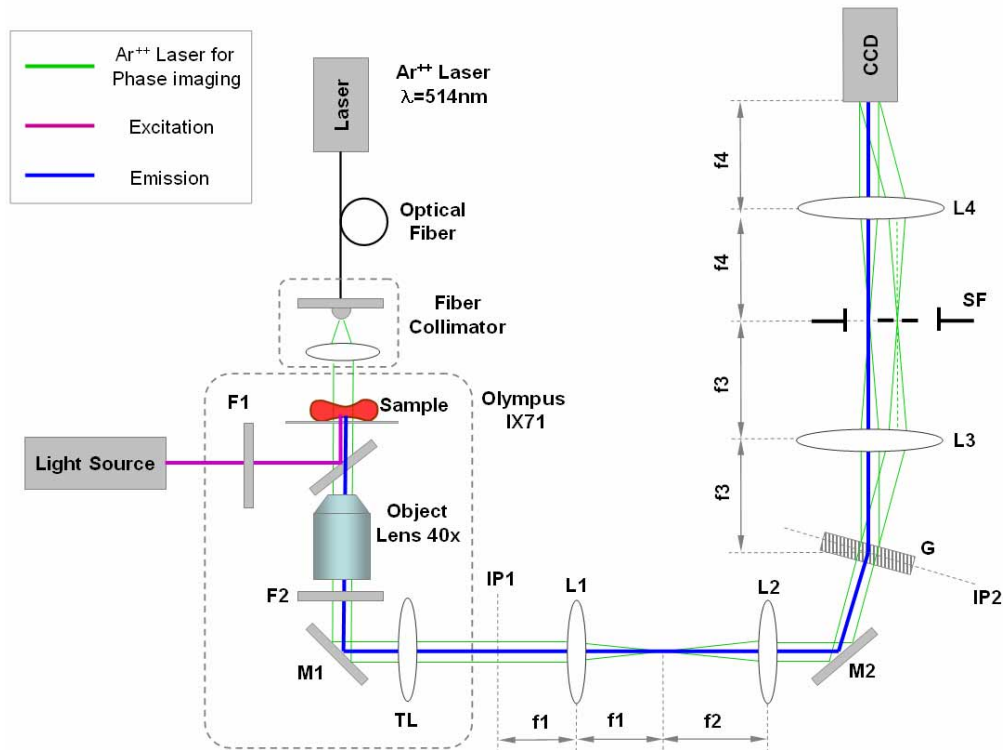 Ar++ Laser for
Phase imaging
Excitation
Emission
Laser
Ar++ Laser
λ=514nm
Optical
Fiber
Fiber
Collimator
Olympus
IX71
Sample
F1
Light Source
Object
Lens 40x
F2
M1
TL
IP1
L1
L2
f1
f1
f2
M2
IP2
G
f3
L3
f3
SF
f4
L4
f4
CCD